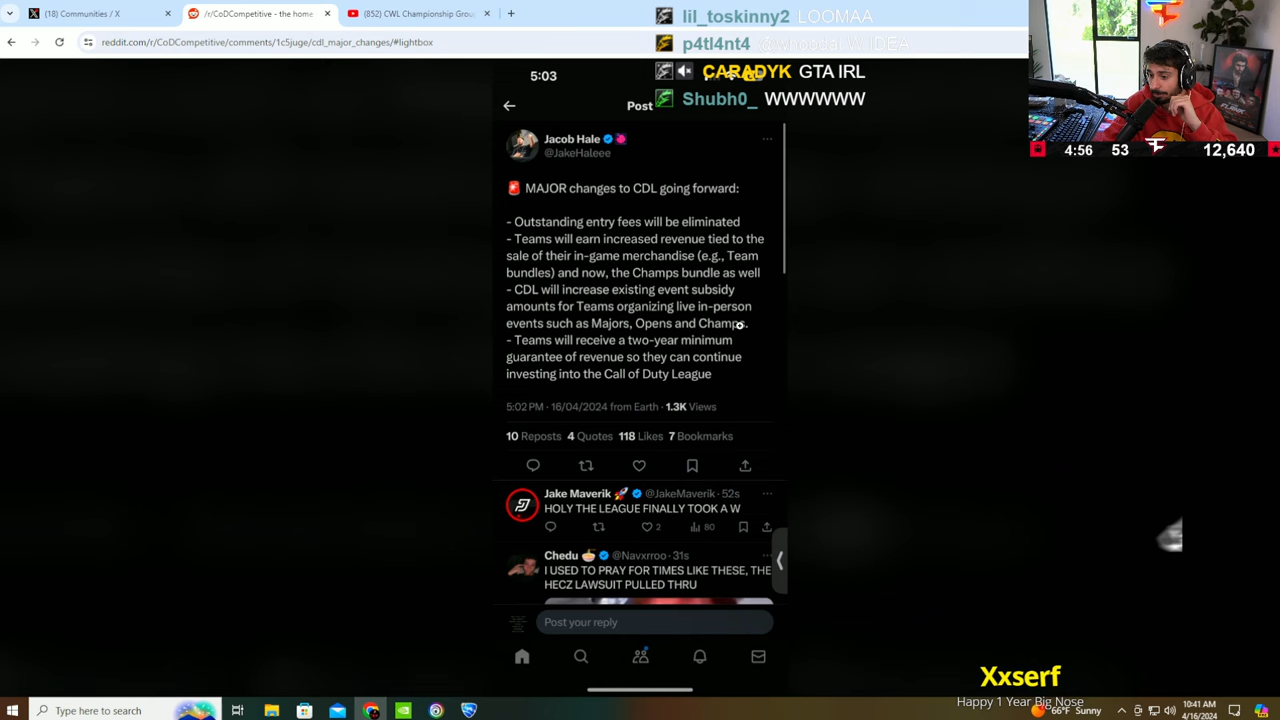 (18) Communities / X
/r/CoDCompetitive - the home
(852) CWL Championship Grou
reddit.com/r/CoDCompetitive/comments/1c5juge/cdl_major_changes/#lightbox
lil_toskinny2 LOOMAA
p4tl4nt4 @whoodai W IDEA
CARADYK GTA IRL
Shubh0_ WWWWWW
4:56 53 12,640
5:03
Post
Jacob Hale
@JakeHaleee
🚨 MAJOR changes to CDL going forward:
- Outstanding entry fees will be eliminated
- Teams will earn increased revenue tied to the
sale of their in-game merchandise (e.g., Team
bundles) and now, the Champs bundle as well
- CDL will increase existing event subsidy
amounts for Teams organizing live in-person
events such as Majors, Opens and Champs.
- Teams will receive a two-year minimum
guarantee of revenue so they can continue
investing into the Call of Duty League
5:02 PM · 16/04/2024 from Earth · 1.3K Views
10 Reposts 4 Quotes 118 Likes 7 Bookmarks
Jake Maverik 🚀 @JakeMaverik · 52s
HOLY THE LEAGUE FINALLY TOOK A W
2 80
Chedu 🍜 @Navxrroo · 31s
I USED TO PRAY FOR TIMES LIKE THESE, THE
HECZ LAWSUIT PULLED THRU
Post your reply
Xxserf
Happy 1 Year Big Nose
Type here to search
66°F Sunny
10:41 AM
4/16/2024